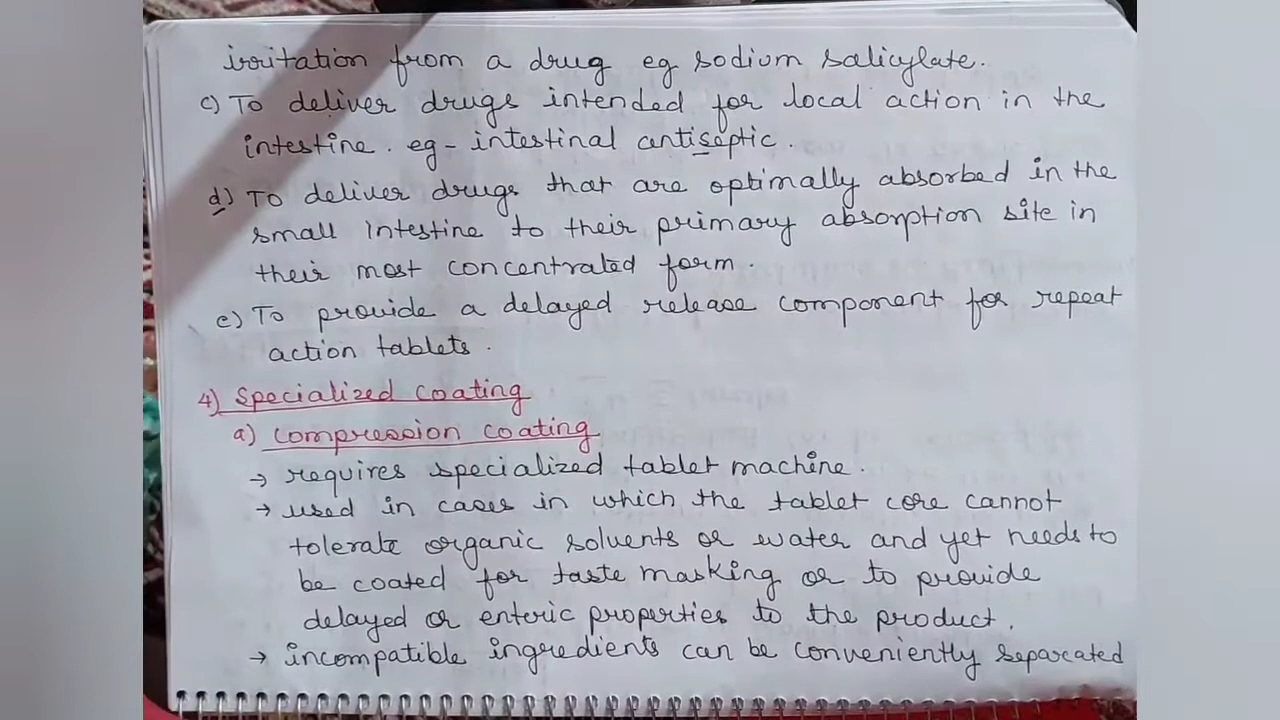 irritation from a drug eg sodium salicylate.
c) To deliver drugs intended for local action in the
intestine. eg - intestinal antiseptic.
d) To deliver drugs that are optimally absorbed in the
small intestine to their primary absorption site in
their most concentrated form.
e) To provide a delayed release component for repeat
action tablets.
4) Specialized coating
a) compression coating
→ requires specialized tablet machine.
→ used in cases in which the tablet core cannot
tolerate organic solvents or water and yet needs to
be coated for taste masking or to provide
delayed or enteric properties to the product.
→ incompatible ingredients can be conveniently separated